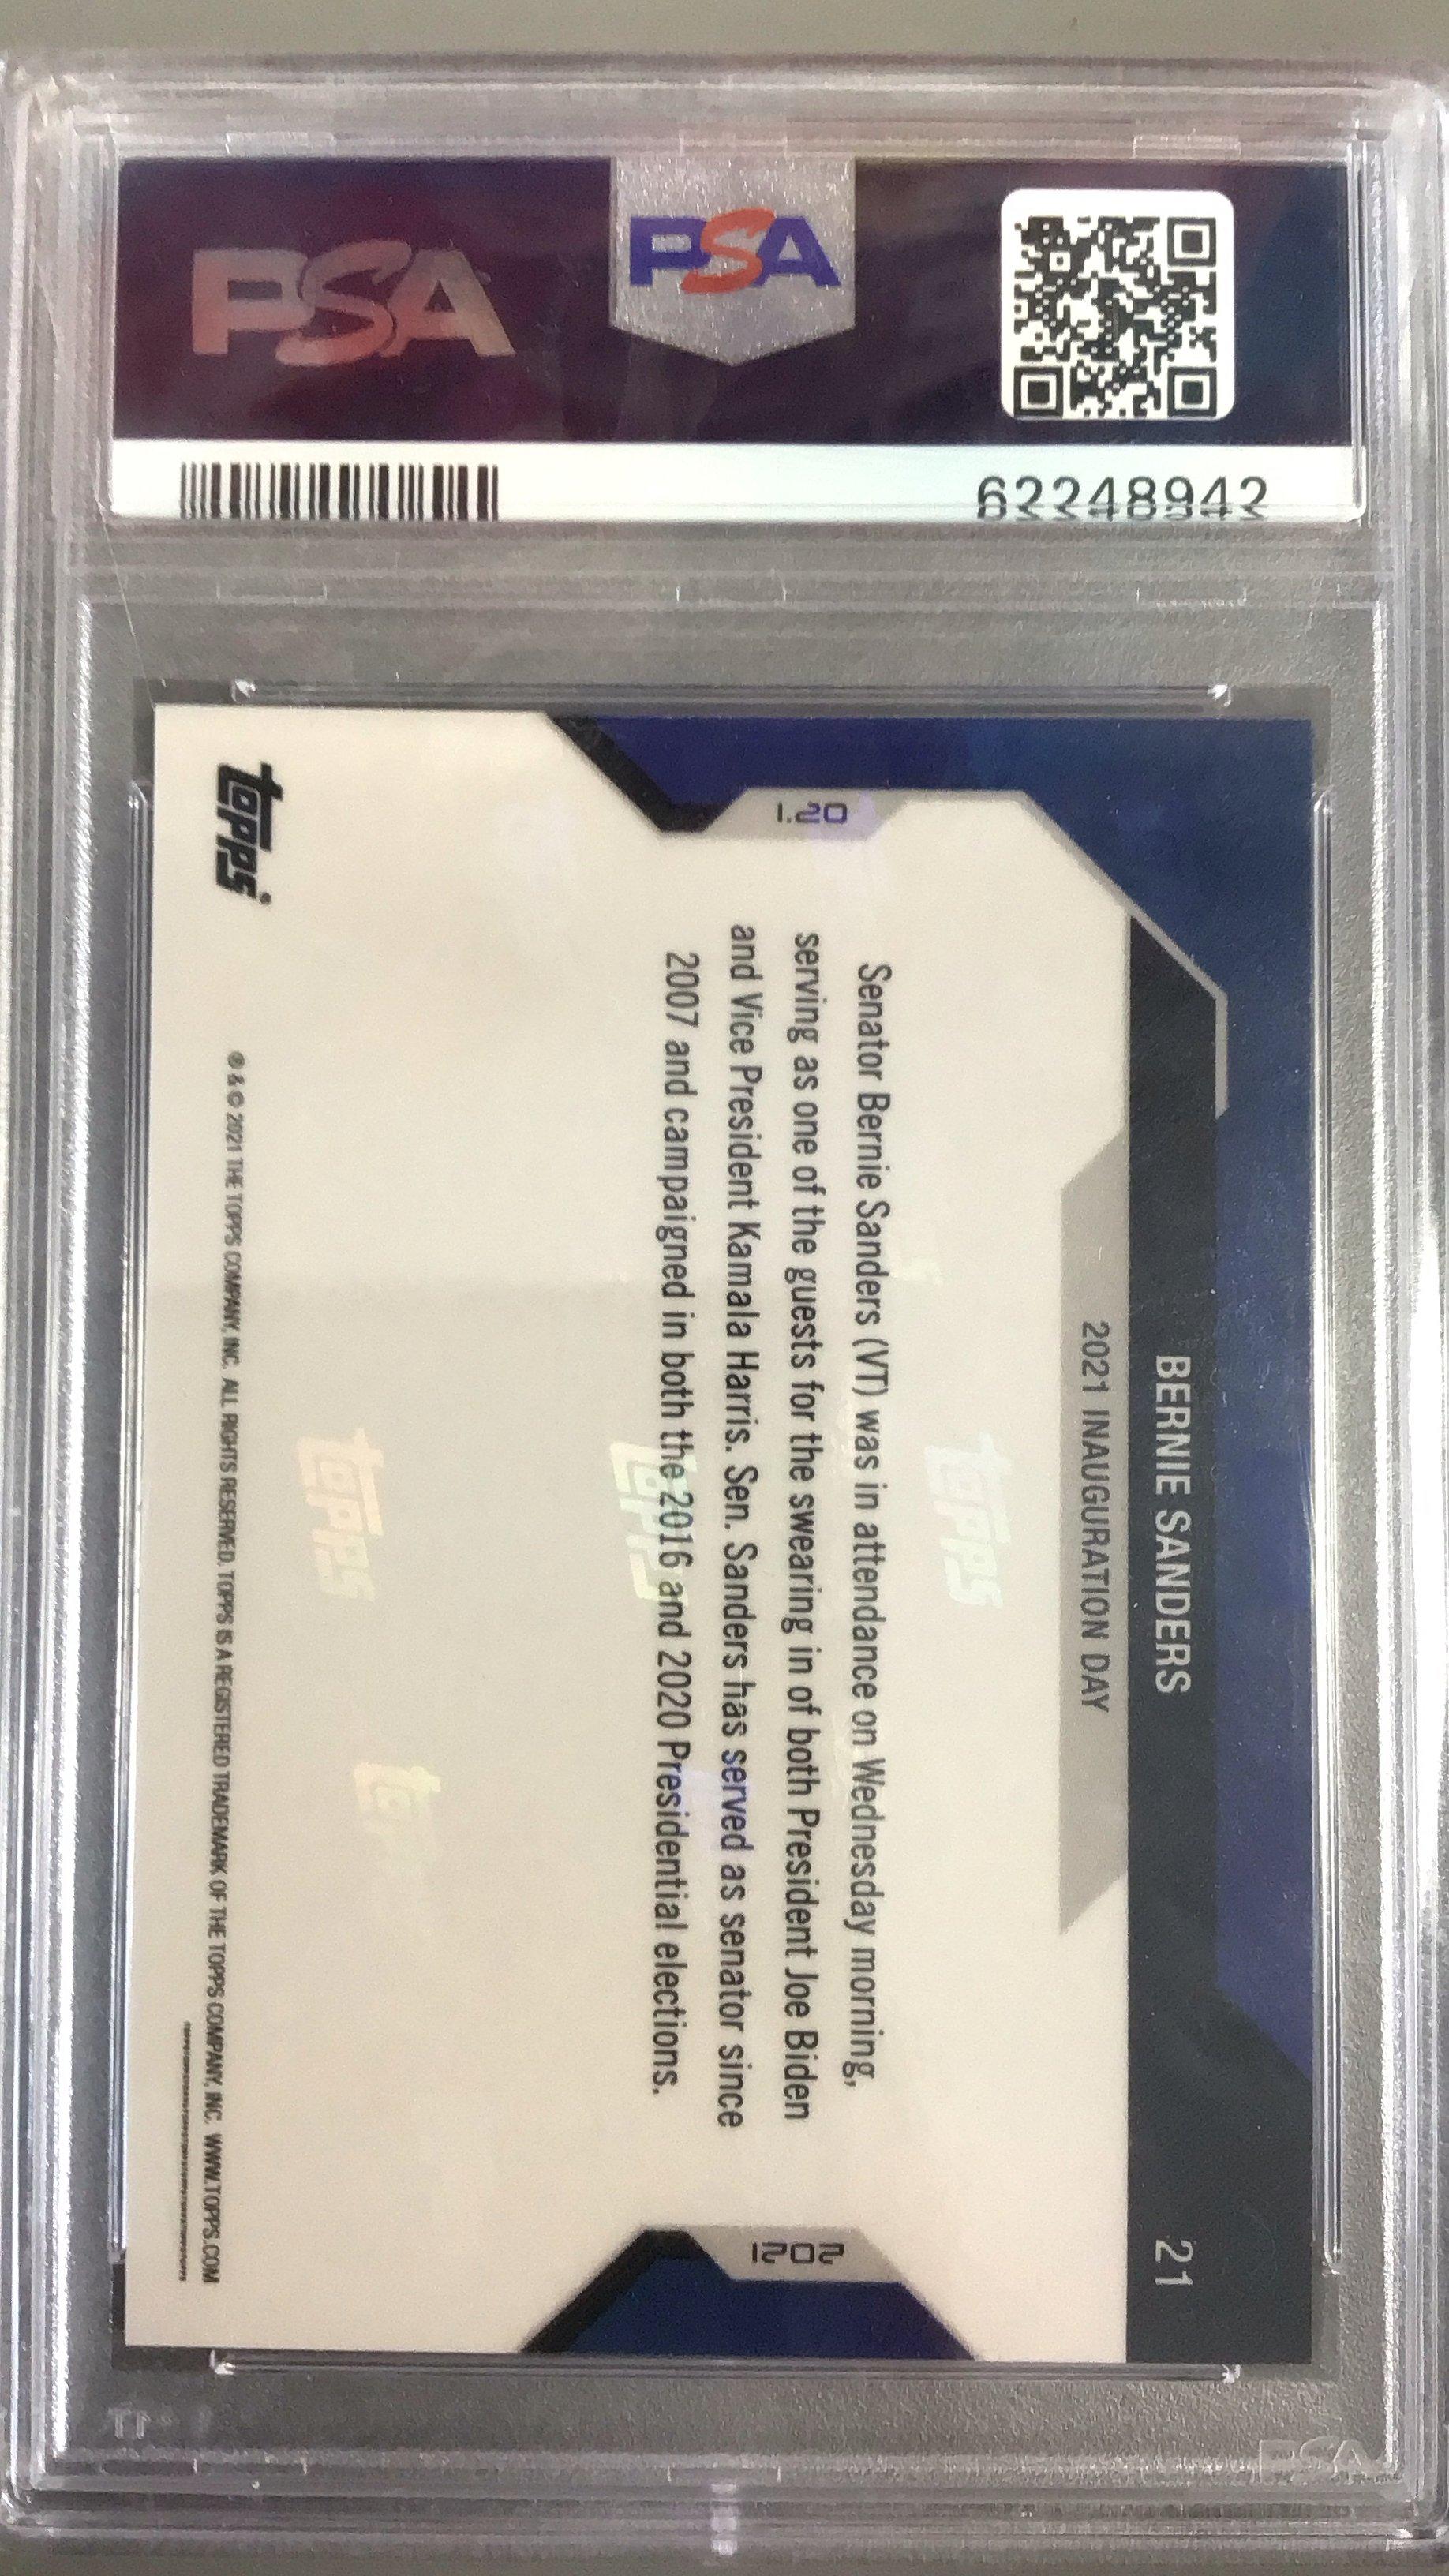 PSA
PSA
62248942
BERNIE SANDERS
21
2021 INAUGURATION DAY
Senator Bernie Sanders (VT) was in attendance on Wednesday morning,
serving as one of the guests for the swearing in of both President Joe Biden
and Vice President Kamala Harris. Sen. Sanders has served as senator since
2007 and campaigned in both the 2016 and 2020 Presidential elections.
topps
topps
topps
topps
® & © 2021 THE TOPPS COMPANY, INC. ALL RIGHTS RESERVED. TOPPS IS A REGISTERED TRADEMARK OF THE TOPPS COMPANY, INC. WWW.TOPPS.COM
PSA